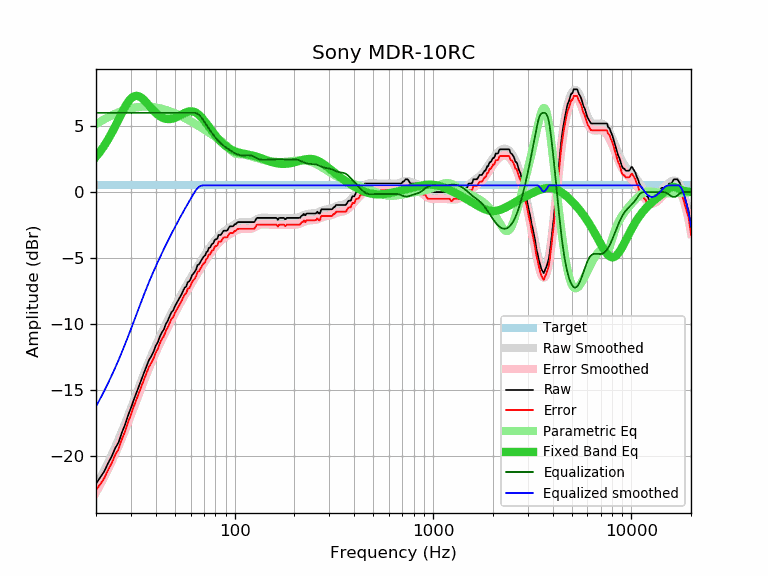 Sony MDR-10RC
Amplitude (dBr)
5
0
−5
−10
−15
−20
100
1000
10000
Frequency (Hz)
Target
Raw Smoothed
Error Smoothed
Raw
Error
Parametric Eq
Fixed Band Eq
Equalization
Equalized smoothed